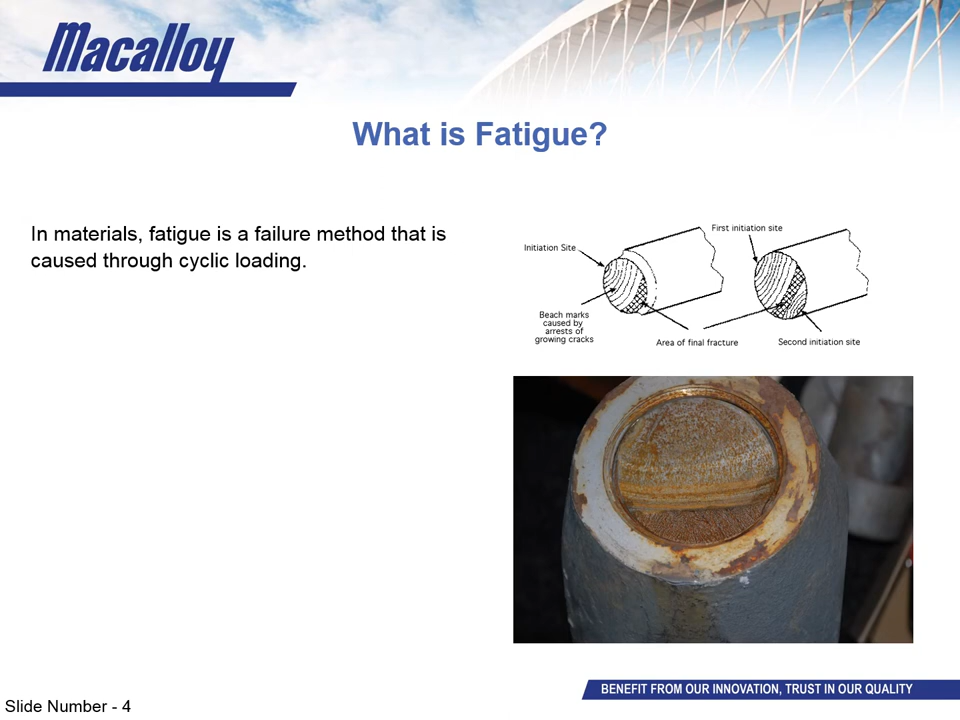 Macalloy
What is Fatigue?
In materials, fatigue is a failure method that is
caused through cyclic loading.
First initiation site
Initiation Site
Beach marks
caused by
arrests of
growing cracks
Area of final fracture
Second initiation site
BENEFIT FROM OUR INNOVATION, TRUST IN OUR QUALITY
Slide Number - 4